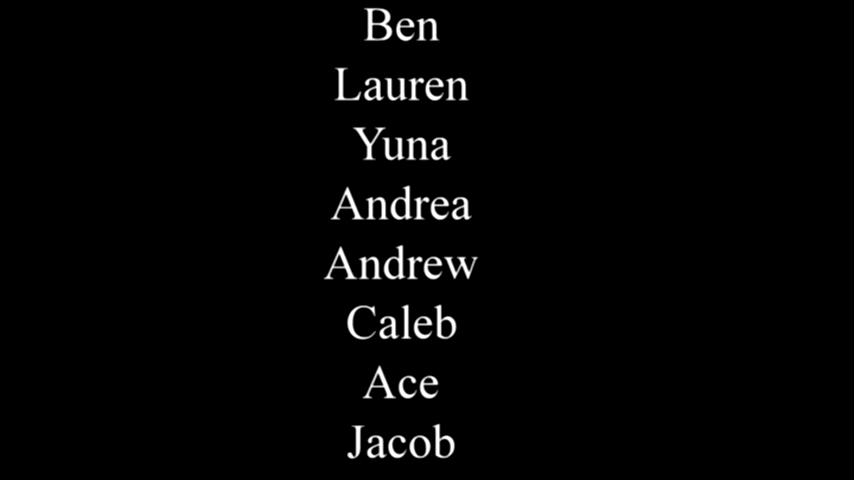 Ben
Lauren
Yuna
Andrea
Andrew
Caleb
Ace
Jacob